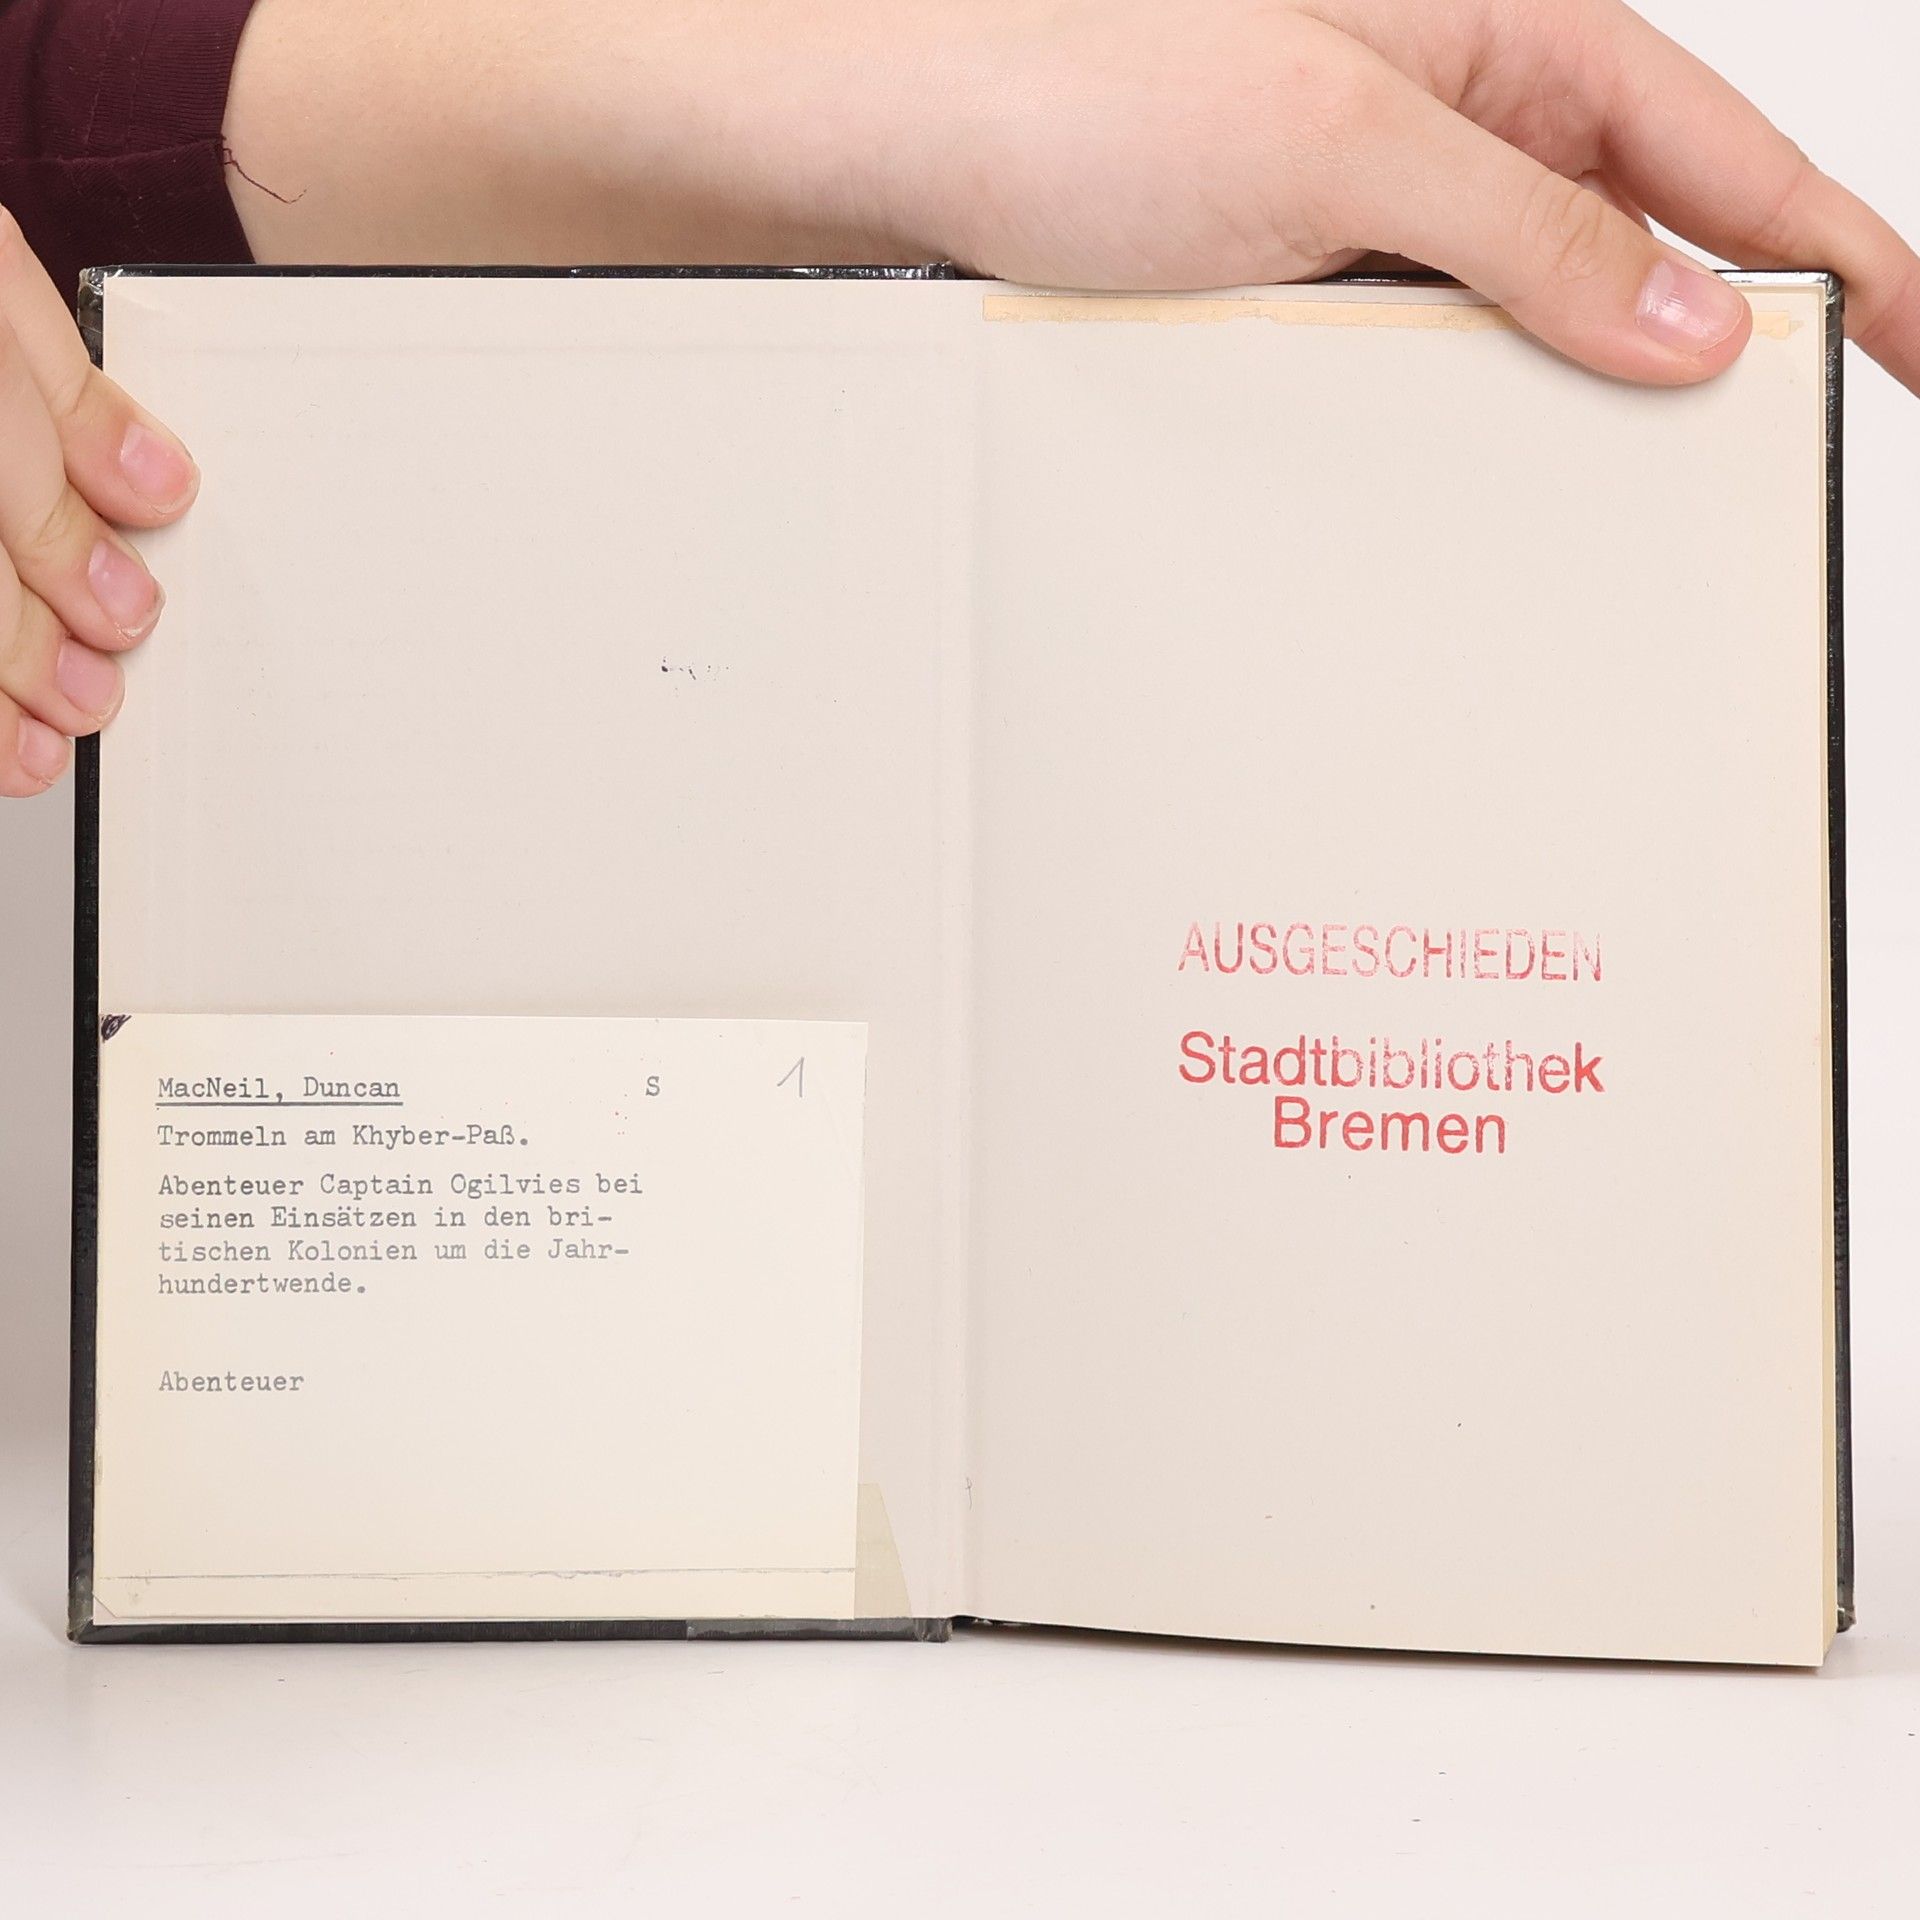 MacNeil, Duncan S 1
Trommeln am Khyber-Paß.
Abenteuer Captain Ogilvies bei
seinen Einsätzen in den bri-
tischen Kolonien um die Jahr-
hundertwende.
Abenteuer
AUSGESCHIEDEN
Stadtbibliothek
Bremen